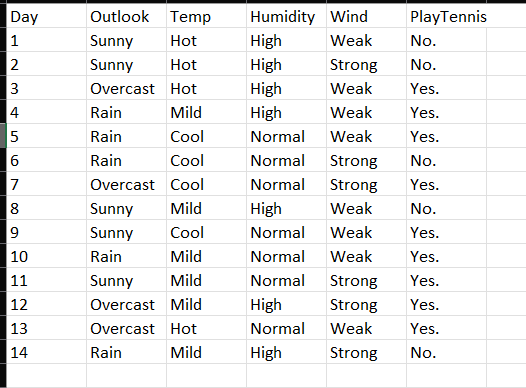 Day Outlook Temp Humidity Wind PlayTennis
1 Sunny Hot High Weak No.
2 Sunny Hot High Strong No.
3 Overcast Hot High Weak Yes.
4 Rain Mild High Weak Yes.
5 Rain Cool Normal Weak Yes.
6 Rain Cool Normal Strong No.
7 Overcast Cool Normal Strong Yes.
8 Sunny Mild High Weak No.
9 Sunny Cool Normal Weak Yes.
10 Rain Mild Normal Weak Yes.
11 Sunny Mild Normal Strong Yes.
12 Overcast Mild High Strong Yes.
13 Overcast Hot Normal Weak Yes.
14 Rain Mild High Strong No.